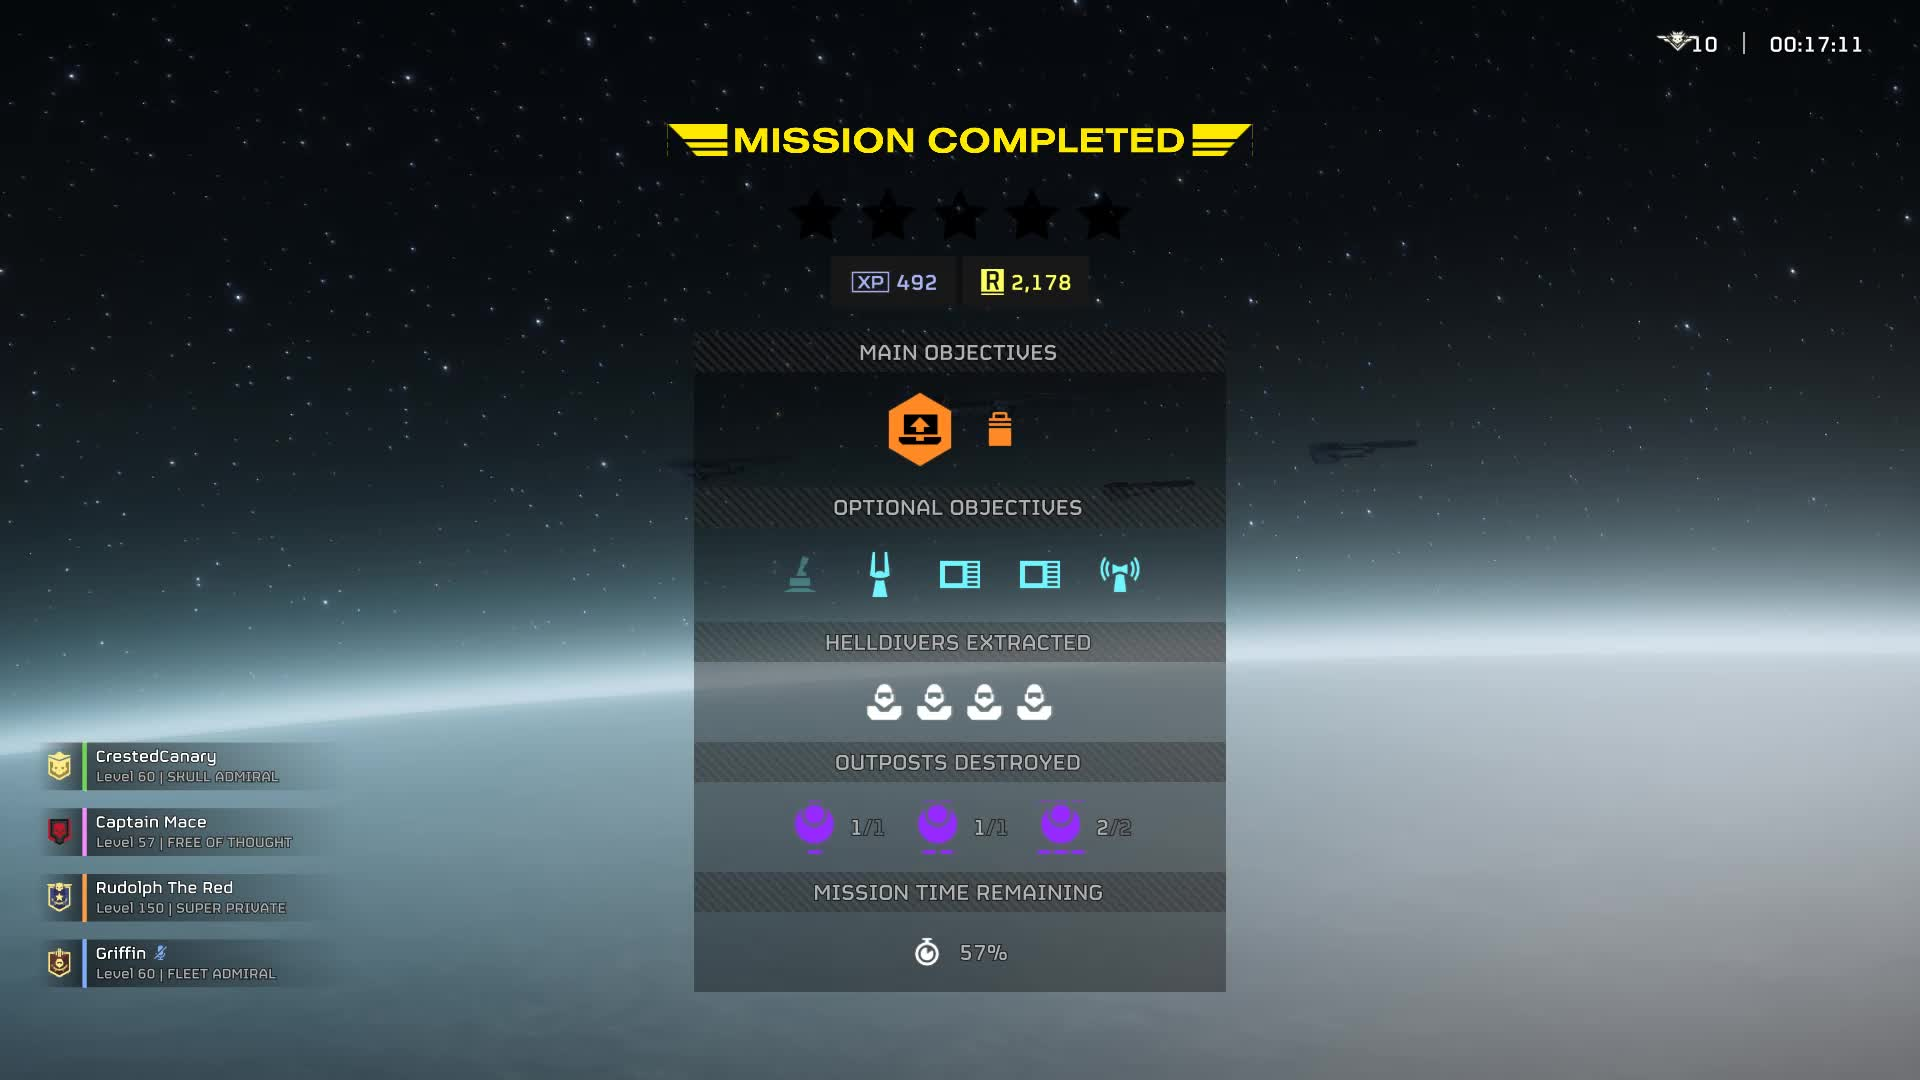 10 | 00:17:11
MISSION COMPLETED
XP 492 R 2,178
MAIN OBJECTIVES
OPTIONAL OBJECTIVES
HELLDIVERS EXTRACTED
OUTPOSTS DESTROYED
1/1 1/1 2/2
MISSION TIME REMAINING
57%
CrestedCanary
Level 60 | SKULL ADMIRAL
Captain Mace
Level 57 | FREE OF THOUGHT
Rudolph The Red
Level 150 | SUPER PRIVATE
Griffin
Level 60 | FLEET ADMIRAL